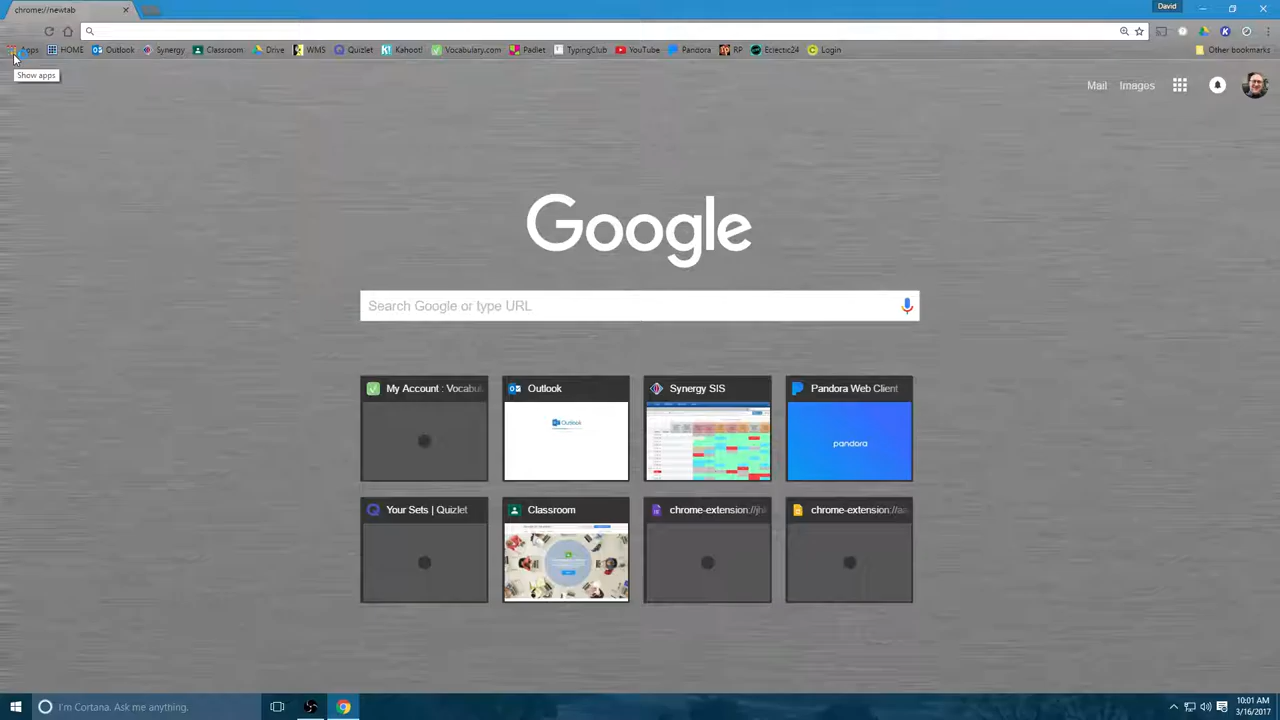 chrome://newtab
David
Apps HOME Outlook Synergy Classroom Drive WMS Quizlet Kahoot! Vocabulary.com Padlet TypingClub YouTube Pandora RP Eclectic24 Login Other bookmarks
Show apps
Mail Images
Google
Search Google or type URL
My Account : Vocabul
Outlook
Synergy SIS
Pandora Web Client
Outlook
pandora
Your Sets | Quizlet
Classroom
chrome-extension://jh
chrome-extension://aa
I'm Cortana. Ask me anything.
10:01 AM
3/16/2017